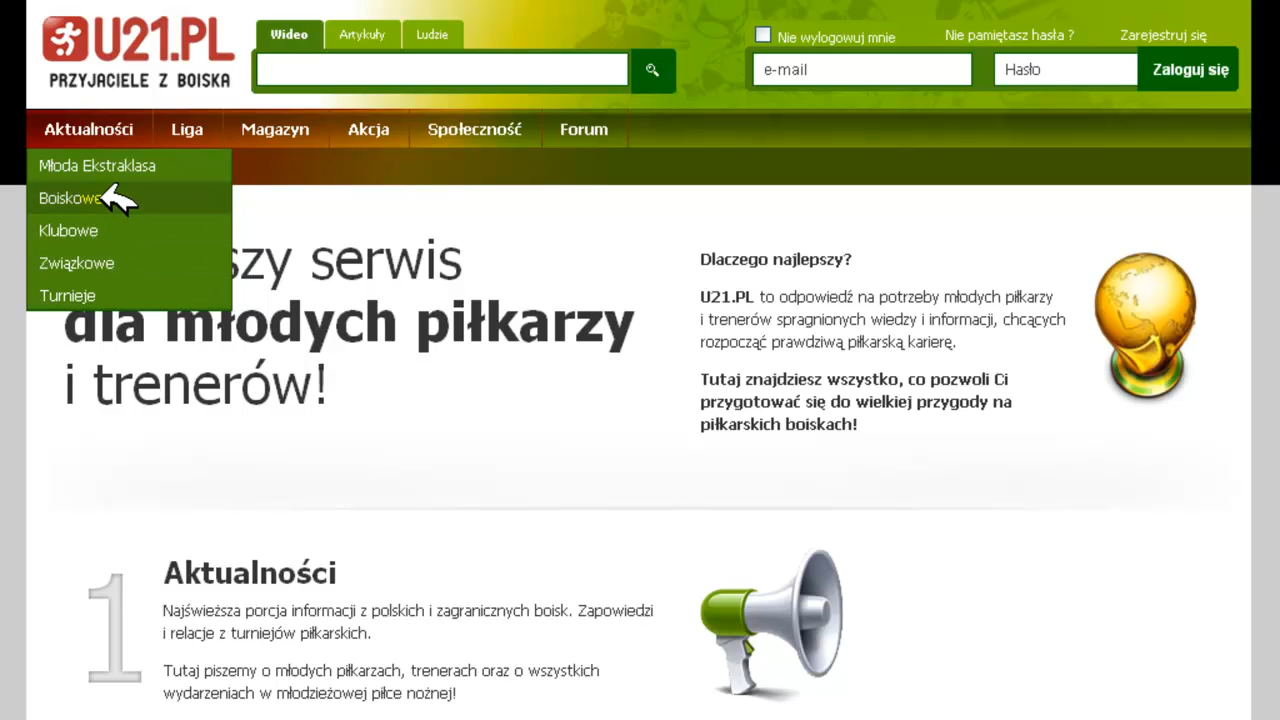 U21.PL
PRZYJACIELE Z BOISKA
Wideo Artykuły Ludzie
Nie wylogowuj mnie Nie pamiętasz hasła ? Zarejestruj się
e-mail Hasło Zaloguj się
Aktualności Liga Magazyn Akcja Społeczność Forum
Młoda Ekstraklasa
Boiskowe
Klubowe
Związkowe
Turnieje
szy serwis
dla młodych piłkarzy
i trenerów!
Dlaczego najlepszy?
U21.PL to odpowiedź na potrzeby młodych piłkarzy
i trenerów spragnionych wiedzy i informacji, chcących
rozpocząć prawdziwą piłkarską karierę.
Tutaj znajdziesz wszystko, co pozwoli Ci
przygotować się do wielkiej przygody na
piłkarskich boiskach!
1
Aktualności
Najświeższa porcja informacji z polskich i zagranicznych boisk. Zapowiedzi
i relacje z turniejów piłkarskich.
Tutaj piszemy o młodych piłkarzach, trenerach oraz o wszystkich
wydarzeniach w młodzieżowej piłce nożnej!